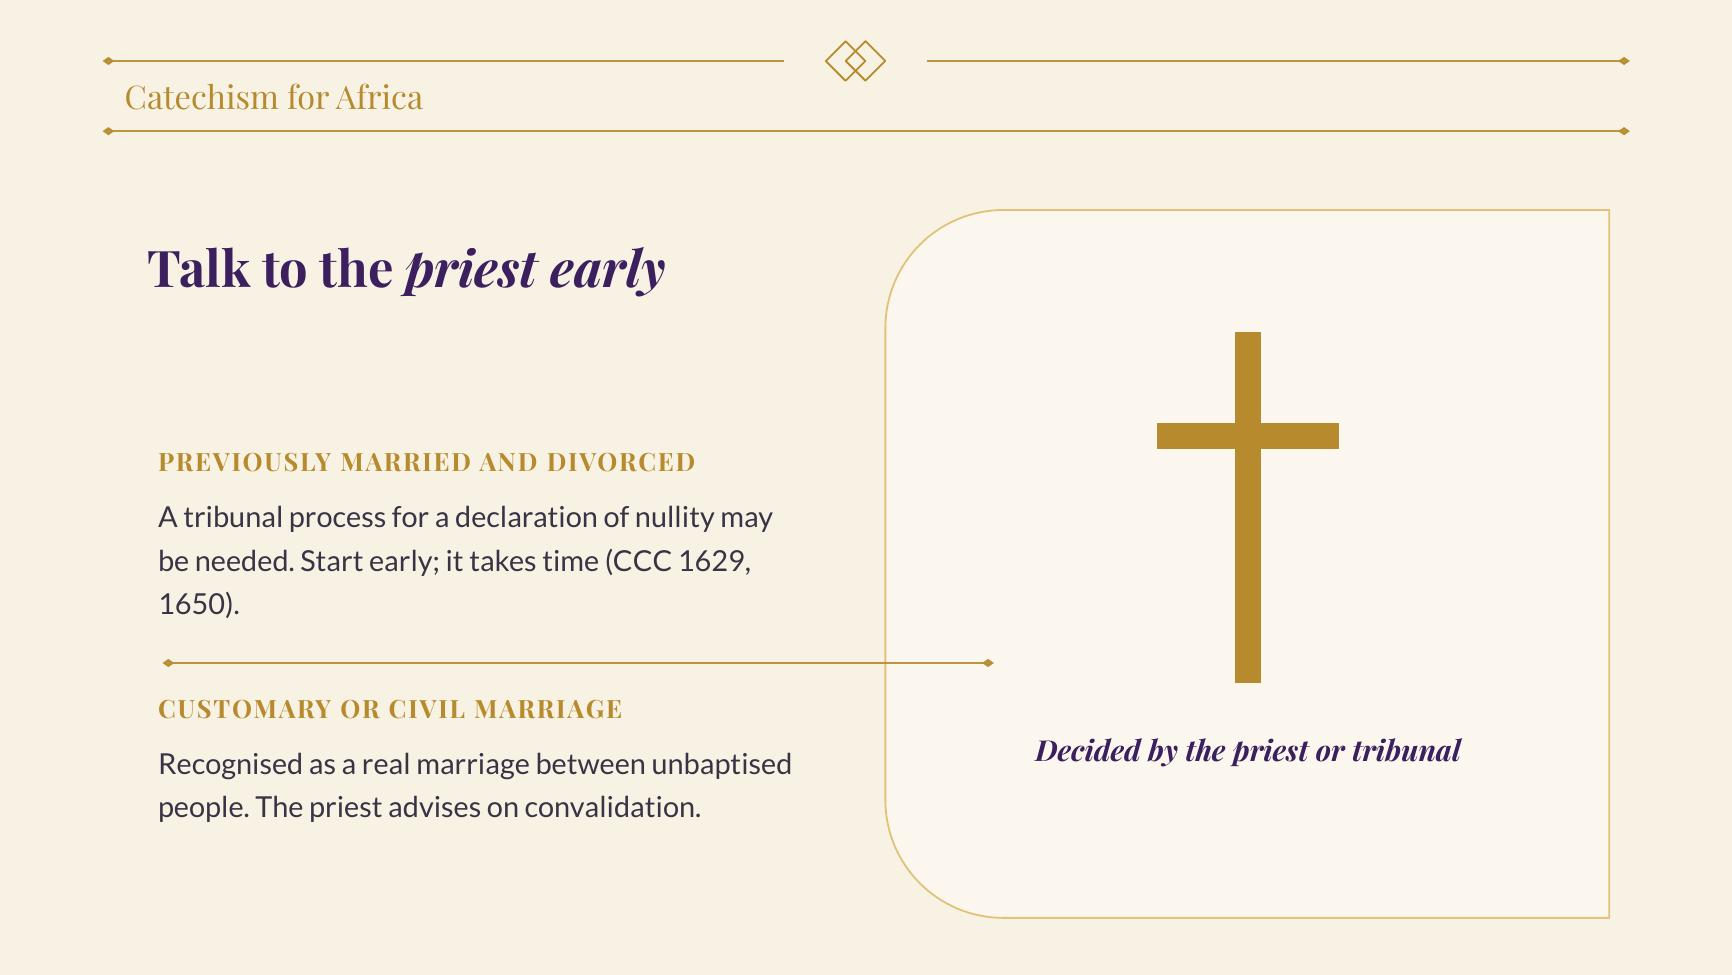 Catechism for Africa
Talk to the priest early
PREVIOUSLY MARRIED AND DIVORCED
A tribunal process for a declaration of nullity may
be needed. Start early; it takes time (CCC 1629,
1650).
CUSTOMARY OR CIVIL MARRIAGE
Recognised as a real marriage between unbaptised
people. The priest advises on convalidation.
Decided by the priest or tribunal